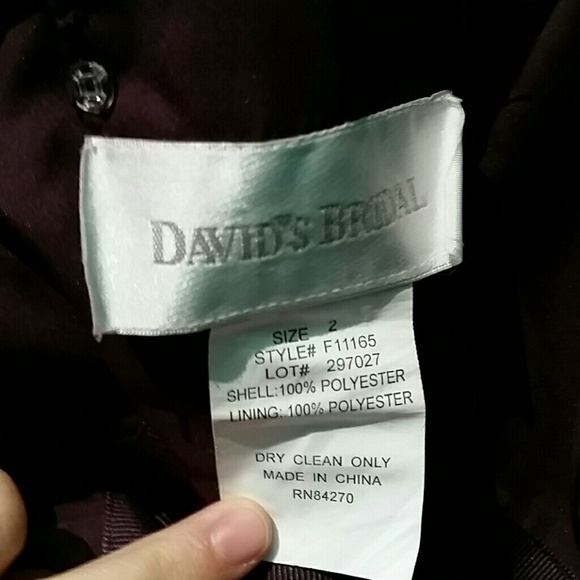 DAVID'S BRIDAL
SIZE 2
STYLE# F11165
LOT# 297027
SHELL:100% POLYESTER
LINING: 100% POLYESTER
DRY CLEAN ONLY
MADE IN CHINA
RN84270